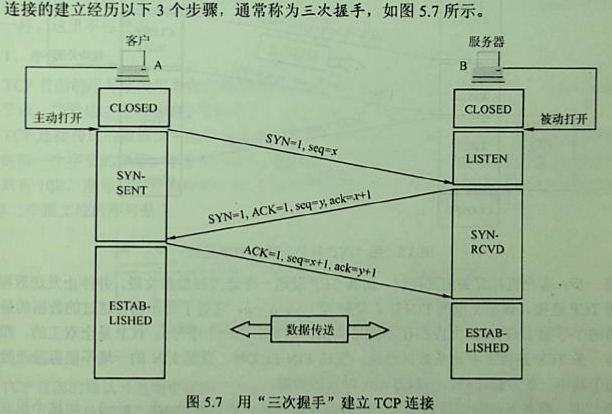 连接的建立经历以下 3 个步骤，通常称为三次握手，如图 5.7 所示。
客户
服务器
A
B
CLOSED
CLOSED
主动打开
被动打开
SYN=1, seq=x
LISTEN
SYN-
SENT
SYN=1, ACK=1, seq=y, ack=x+1
SYN-
RCVD
ACK=1, seq=x+1, ack=y+1
ESTAB-
LISHED
数据传送
ESTAB-
LISHED
图 5.7 用“三次握手”建立 TCP 连接